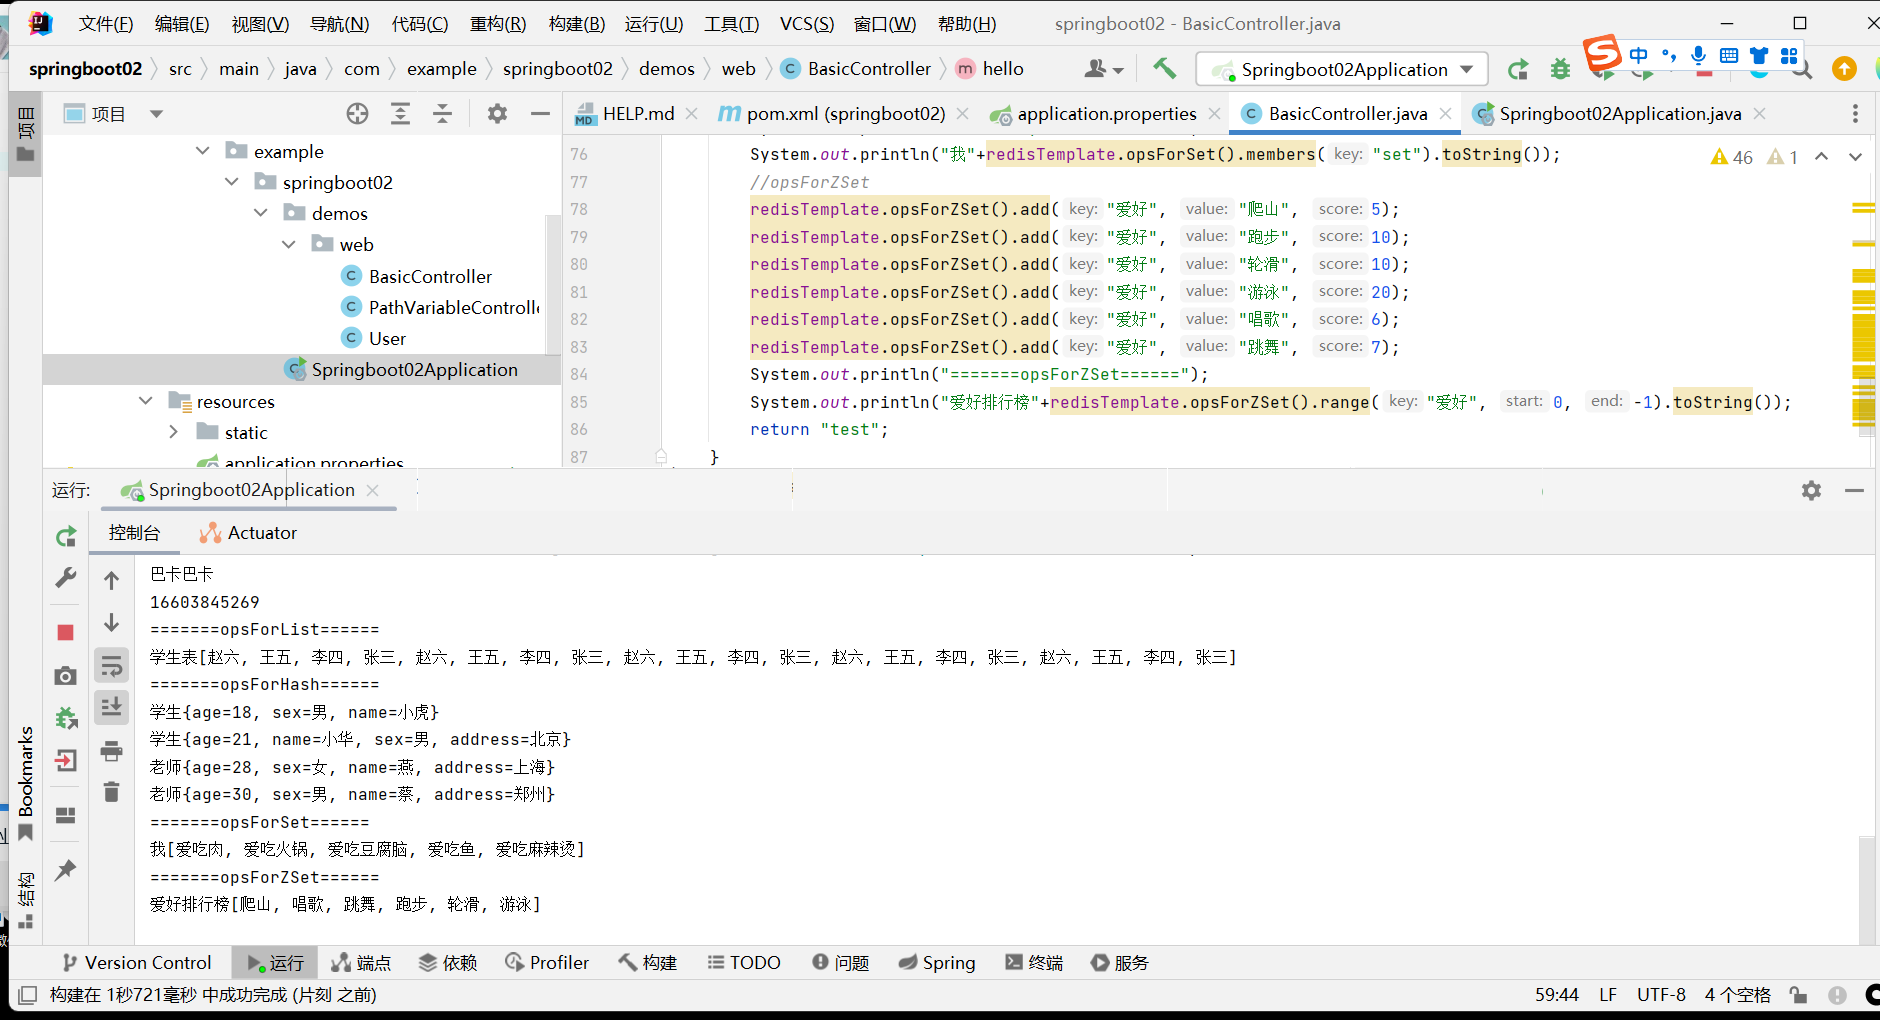 文件(F) 编辑(E) 视图(V) 导航(N) 代码(C) 重构(R) 构建(B) 运行(U) 工具(T) VCS(S) 窗口(W) 帮助(H) springboot02 - BasicController.java
springboot02 src main java com example springboot02 demos web BasicController hello Springboot02Application 中
项目 HELP.md pom.xml (springboot02) application.properties BasicController.java Springboot02Application.java
项目
example
springboot02
demos
web
BasicController
PathVariableControlle
User
Springboot02Application
resources
static
application.properties
76 System.out.println("我"+redisTemplate.opsForSet().members( key: "set").toString()); 46 1
77 //opsForZSet
78 redisTemplate.opsForZSet().add( key: "爱好", value: "爬山", score: 5);
79 redisTemplate.opsForZSet().add( key: "爱好", value: "跑步", score: 10);
80 redisTemplate.opsForZSet().add( key: "爱好", value: "轮滑", score: 10);
81 redisTemplate.opsForZSet().add( key: "爱好", value: "游泳", score: 20);
82 redisTemplate.opsForZSet().add( key: "爱好", value: "唱歌", score: 6);
83 redisTemplate.opsForZSet().add( key: "爱好", value: "跳舞", score: 7);
84 System.out.println("=======opsForZSet======");
85 System.out.println("爱好排行榜"+redisTemplate.opsForZSet().range( key: "爱好", start: 0, end: -1).toString());
86 return "test";
87 }
运行: Springboot02Application
控制台 Actuator
巴卡巴卡
16603845269
=======opsForList======
学生表[赵六, 王五, 李四, 张三, 赵六, 王五, 李四, 张三, 赵六, 王五, 李四, 张三, 赵六, 王五, 李四, 张三, 赵六, 王五, 李四, 张三]
=======opsForHash======
学生{age=18, sex=男, name=小虎}
学生{age=21, name=小华, sex=男, address=北京}
老师{age=28, sex=女, name=燕, address=上海}
老师{age=30, sex=男, name=蔡, address=郑州}
=======opsForSet======
我[爱吃肉, 爱吃火锅, 爱吃豆腐脑, 爱吃鱼, 爱吃麻辣烫]
=======opsForZSet======
爱好排行榜[爬山, 唱歌, 跳舞, 跑步, 轮滑, 游泳]
Bookmarks
结构
Version Control 运行 端点 依赖 Profiler 构建 TODO 问题 Spring 终端 服务
构建在 1秒721毫秒 中成功完成 (片刻 之前) 59:44 LF UTF-8 4 个空格